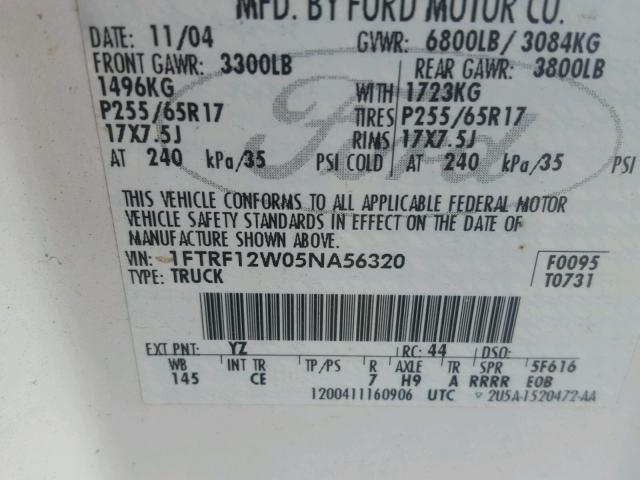 MFD. BY FORD MOTOR CO.
DATE: 11/04 GVWR: 6800LB / 3084KG
FRONT GAWR: 3300LB REAR GAWR: 3800LB
1496KG WITH 1723KG
P255/65R17 TIRES P255/65R17
17X7.5J RIMS 17X7.5J
AT 240 kPa/35 PSI COLD AT 240 kPa/35 PSI
Ford
THIS VEHICLE CONFORMS TO ALL APPLICABLE FEDERAL MOTOR
VEHICLE SAFETY STANDARDS IN EFFECT ON THE DATE OF
MANUFACTURE SHOWN ABOVE.
VIN: 1FTRF12W05NA56320 F0095
TYPE: TRUCK T0731
EXT PNT: YZ RC: 44 DSO:
WB INT TR TP/PS R AXLE TR SPR 5F616
145 CE 7 H9 A RRRR EOB
1200411160906 UTC ▽ 2U5A-1520472-AA